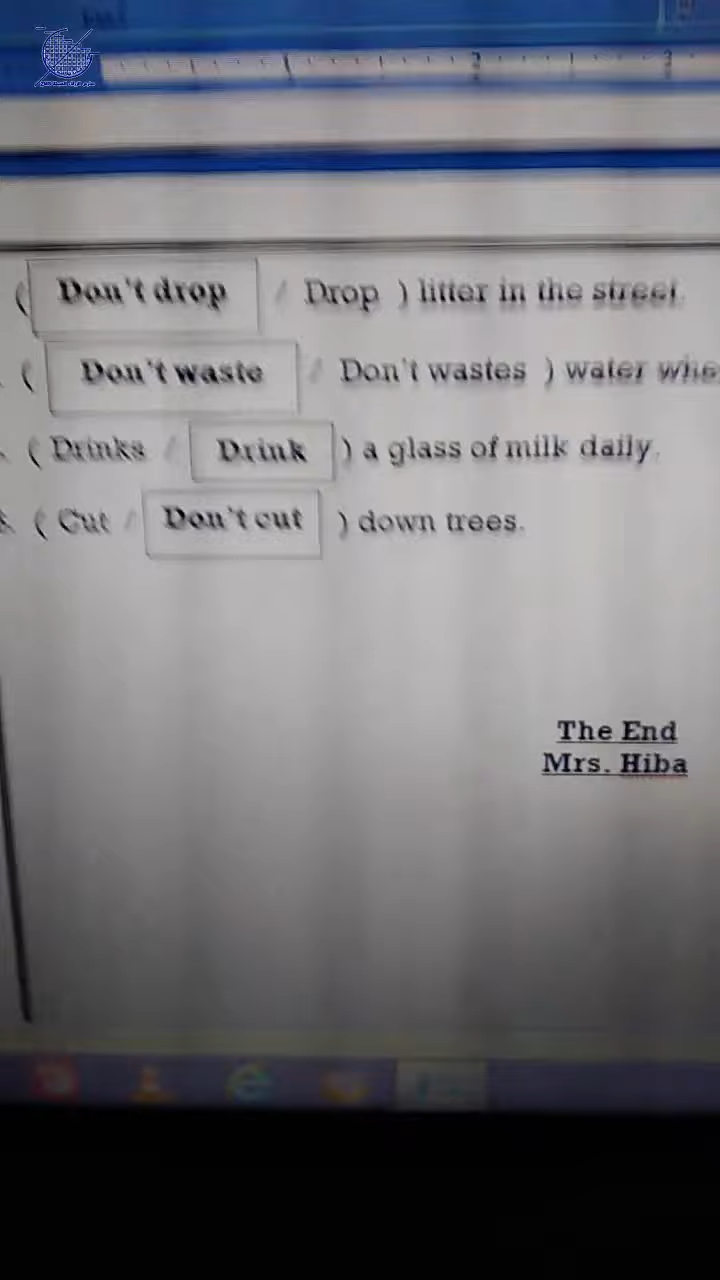 ( Don't drop / Drop ) litter in the street.
( Don't waste / Don't wastes ) water
( Drinks / Drink ) a glass of milk daily.
( Cut / Don't cut ) down trees.
The End
Mrs. Hiba